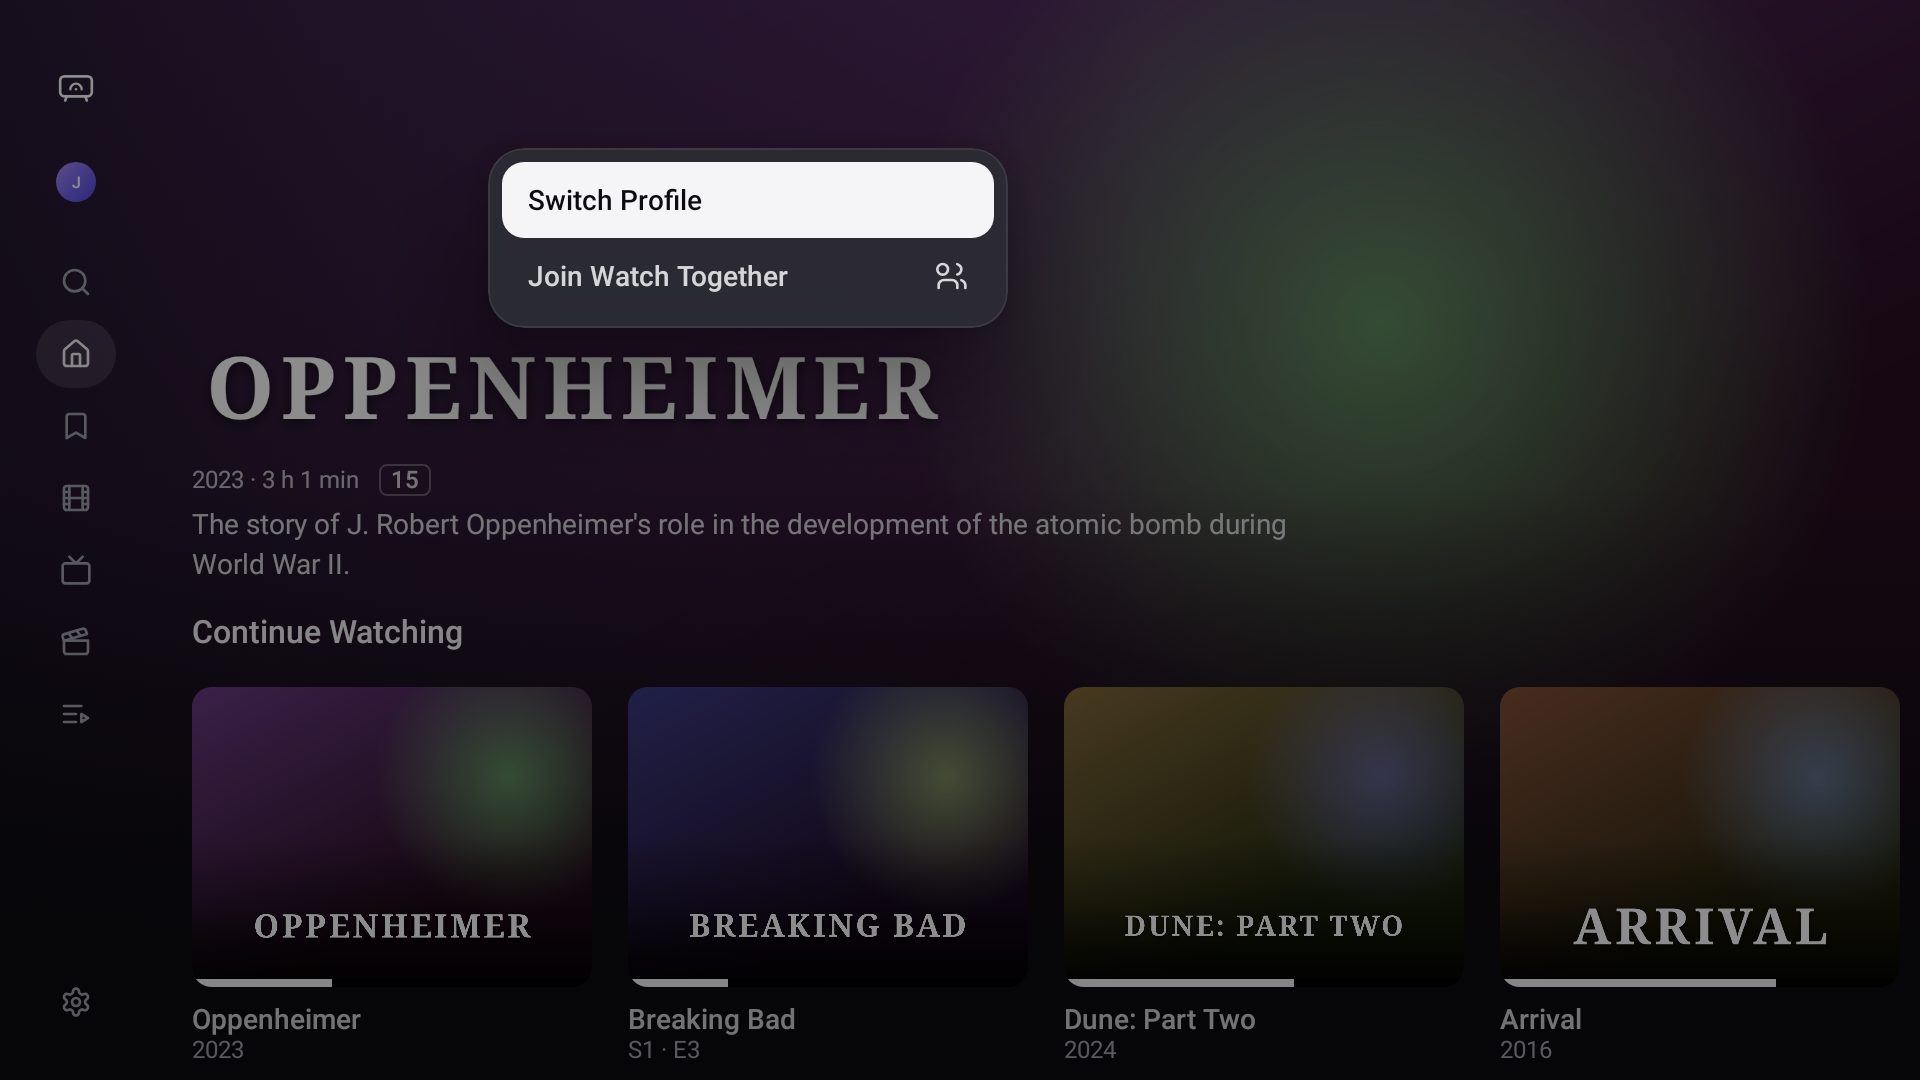 J
Switch Profile
Join Watch Together
OPPENHEIMER
2023 · 3 h 1 min 15
The story of J. Robert Oppenheimer's role in the development of the atomic bomb during
World War II.
Continue Watching
OPPENHEIMER
BREAKING BAD
DUNE: PART TWO
ARRIVAL
Oppenheimer
2023
Breaking Bad
S1 · E3
Dune: Part Two
2024
Arrival
2016